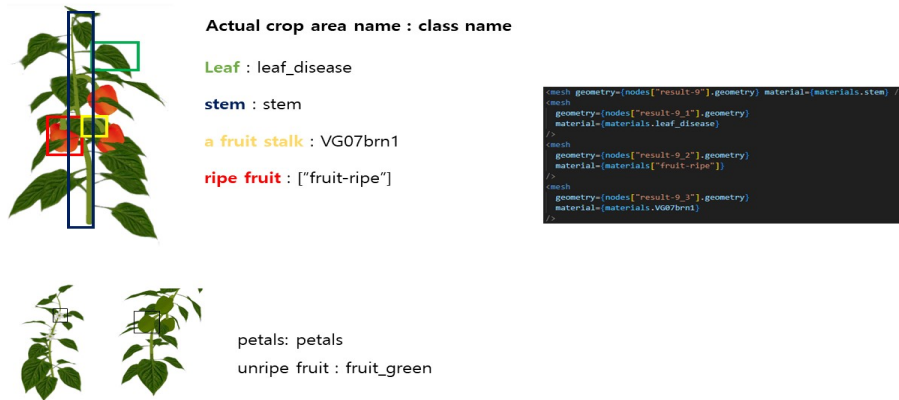 Actual crop area name : class name
Leaf : leaf_disease
stem : stem
a fruit stalk : VG07brn1
ripe fruit : ["fruit-ripe"]
<mesh geometry={nodes["result-9"].geometry} material={materials.stem} /
<mesh
geometry={nodes["result-9_1"].geometry}
material={materials.leaf_disease}
/>
<mesh
geometry={nodes["result-9_2"].geometry}
material={materials["fruit-ripe"]}
/>
<mesh
geometry={nodes["result-9_3"].geometry}
material={materials.VG07brn1}
/>
petals: petals
unripe fruit : fruit_green